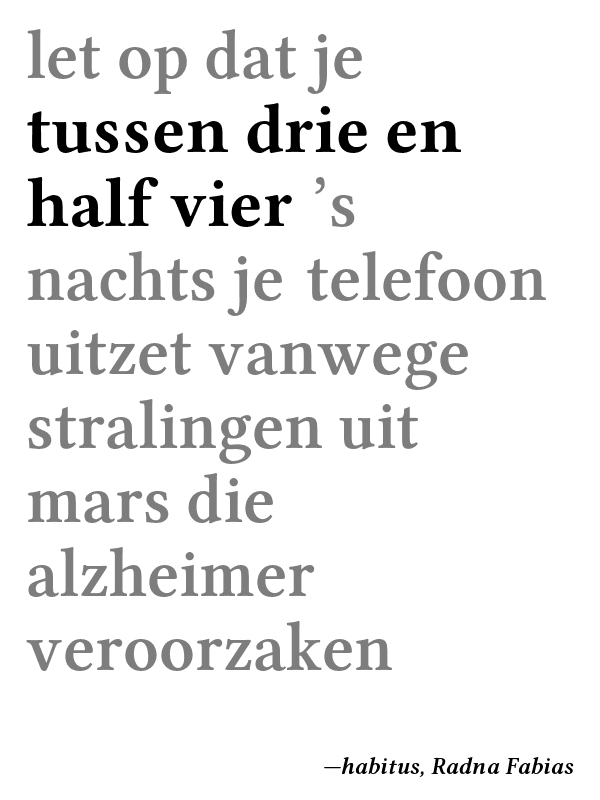 let op dat je
tussen drie en
half vier ’s
nachts je telefoon
uitzet vanwege
stralingen uit
mars die
alzheimer
veroorzaken
—habitus, Radna Fabias